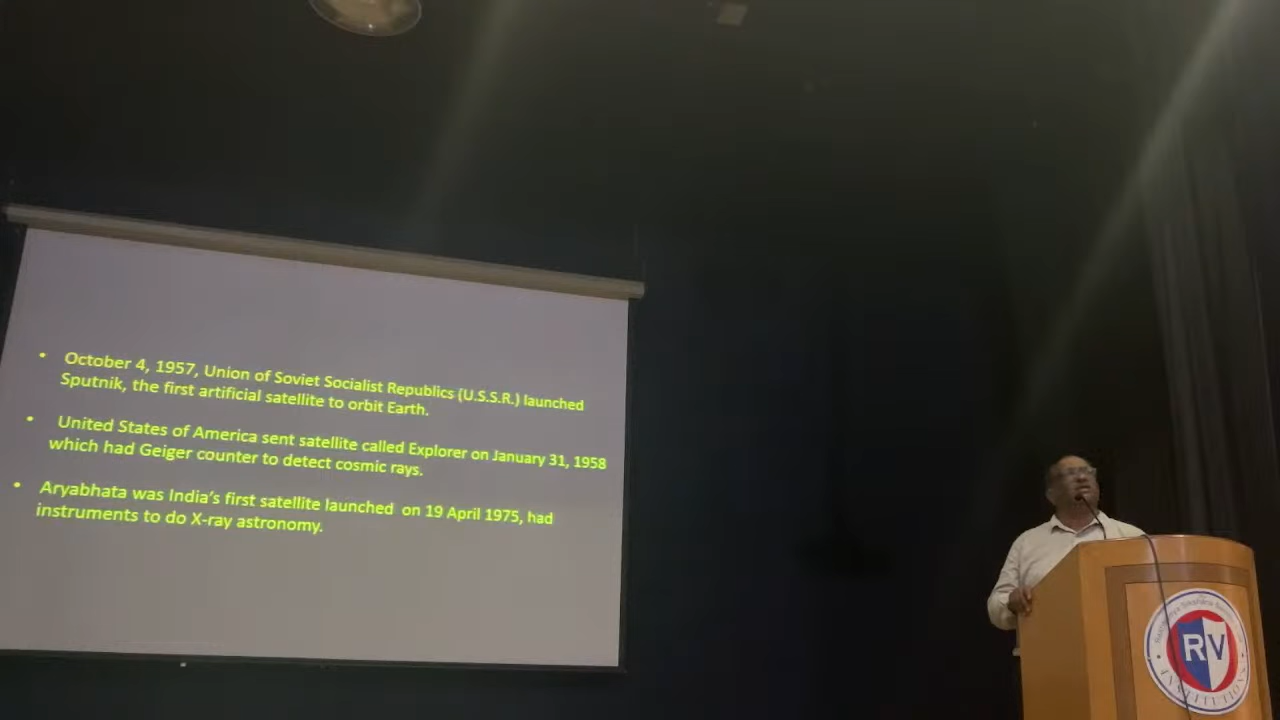 • October 4, 1957, Union of Soviet Socialist Republics (U.S.S.R.) launched
Sputnik, the first artificial satellite to orbit Earth.
• United States of America sent satellite called Explorer on January 31, 1958
which had Geiger counter to detect cosmic rays.
• Aryabhata was India's first satellite launched on 19 April 1975, had
instruments to do X-ray astronomy.
RV
INSTITUTIONS